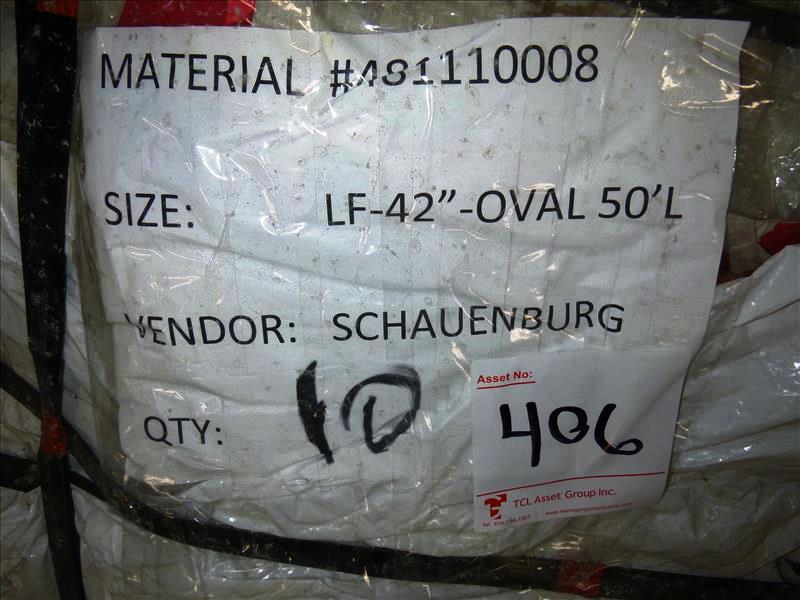 MATERIAL #481110008
SIZE: LF-42”-OVAL 50’L
VENDOR: SCHAUENBURG
QTY: 10
Asset No:
406
TCL Asset Group Inc.